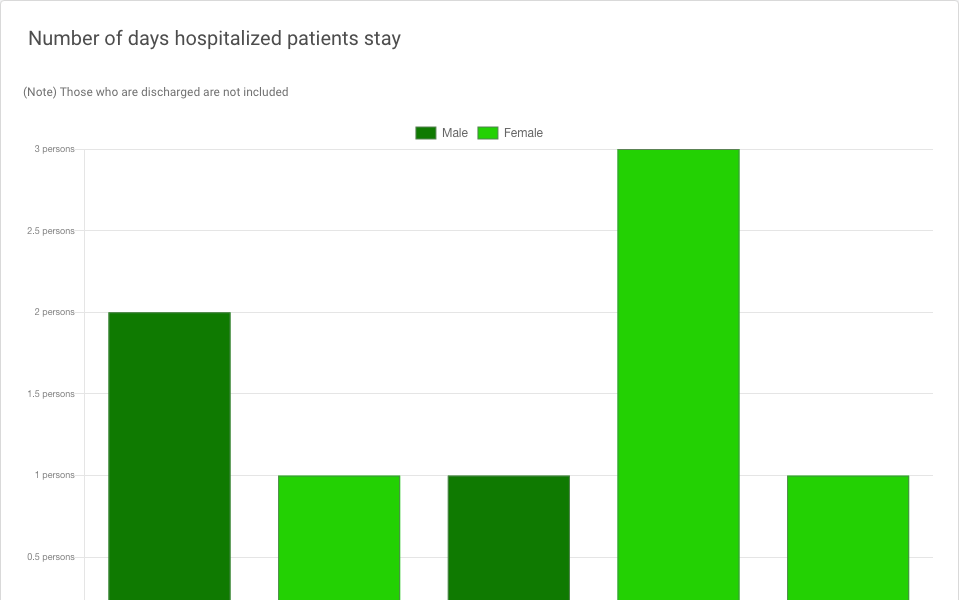 Number of days hospitalized patients stay
(Note) Those who are discharged are not included
Male Female
3 persons
2.5 persons
2 persons
1.5 persons
1 persons
0.5 persons